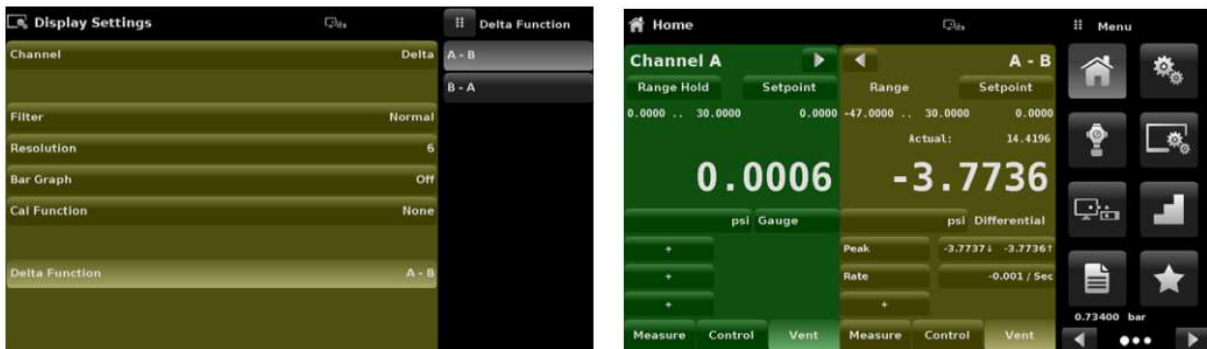 Display Settings
Delta Function
Channel Delta
A - B
B - A
Filter Normal
Resolution 6
Bar Graph Off
Cal Function None
Delta Function A - B
Home
Menu
Channel A
A - B
Range Hold Setpoint
Range Setpoint
0.0000 .. 30.0000 0.0000
-47.0000 .. 30.0000 0.0000
Actual: 14.4196
0.0006
-3.7736
psi Gauge
psi Differential
+
Peak -3.7737↓ -3.7736↑
+
Rate -0.001 / Sec
+
+
Measure Control Vent
Measure Control Vent
0.73400 bar